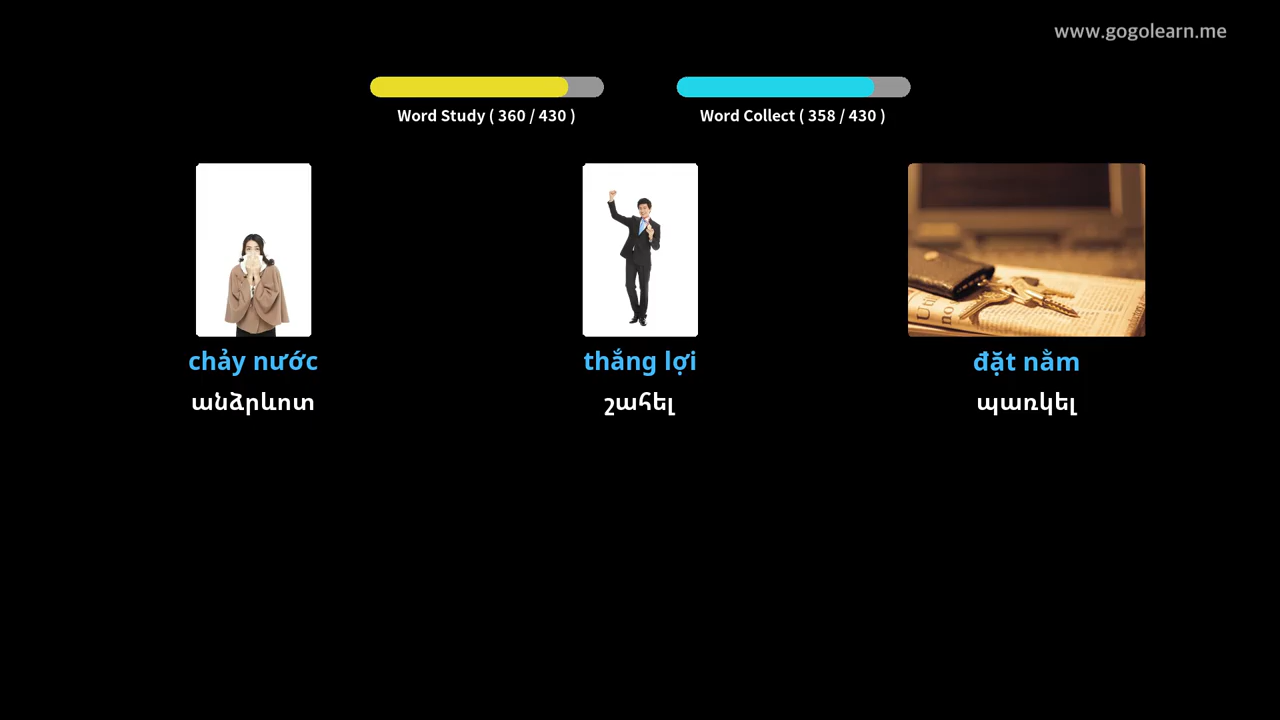 www.gogolearn.me
Word Study ( 360 / 430 )
Word Collect ( 358 / 430 )
chảy nước
thắng lợi
đặt nằm
անձրևոտ
շահել
պառկել